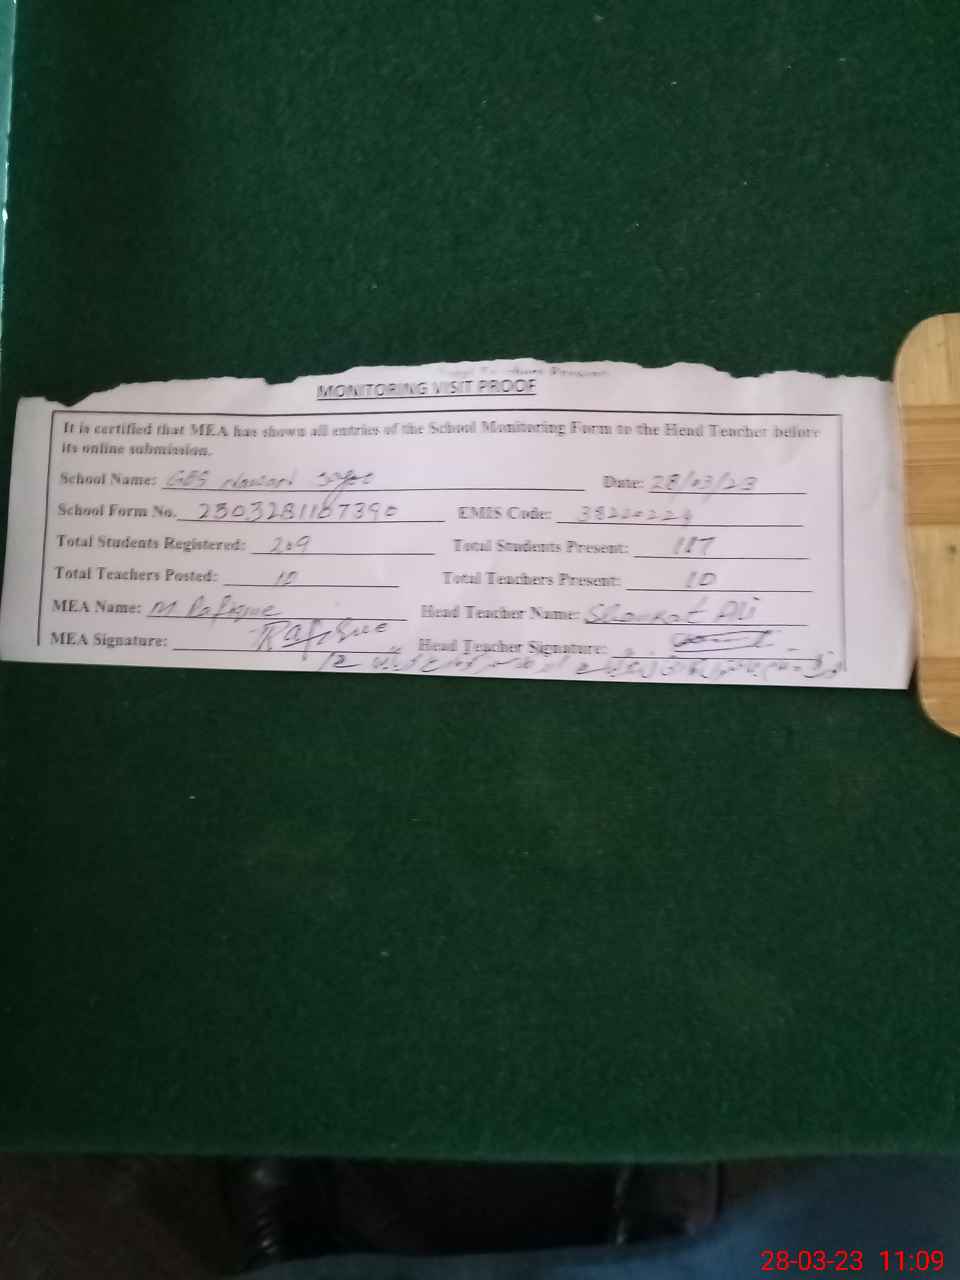 MONITORING VISIT PROOF
It is certified that MEA has shown all entries of the School Monitoring Form to the Head Teacher before
its online submission.
School Name: Date: 28/03/23
School Form No. EMIS Code:
Total Students Registered: 209 Total Students Present: 187
Total Teachers Posted: 10 Total Teachers Present: 10
MEA Name: M Rafique Head Teacher Name: Shoukat Ali
MEA Signature: Rafique Head Teacher Signature:
28-03-23 11:09